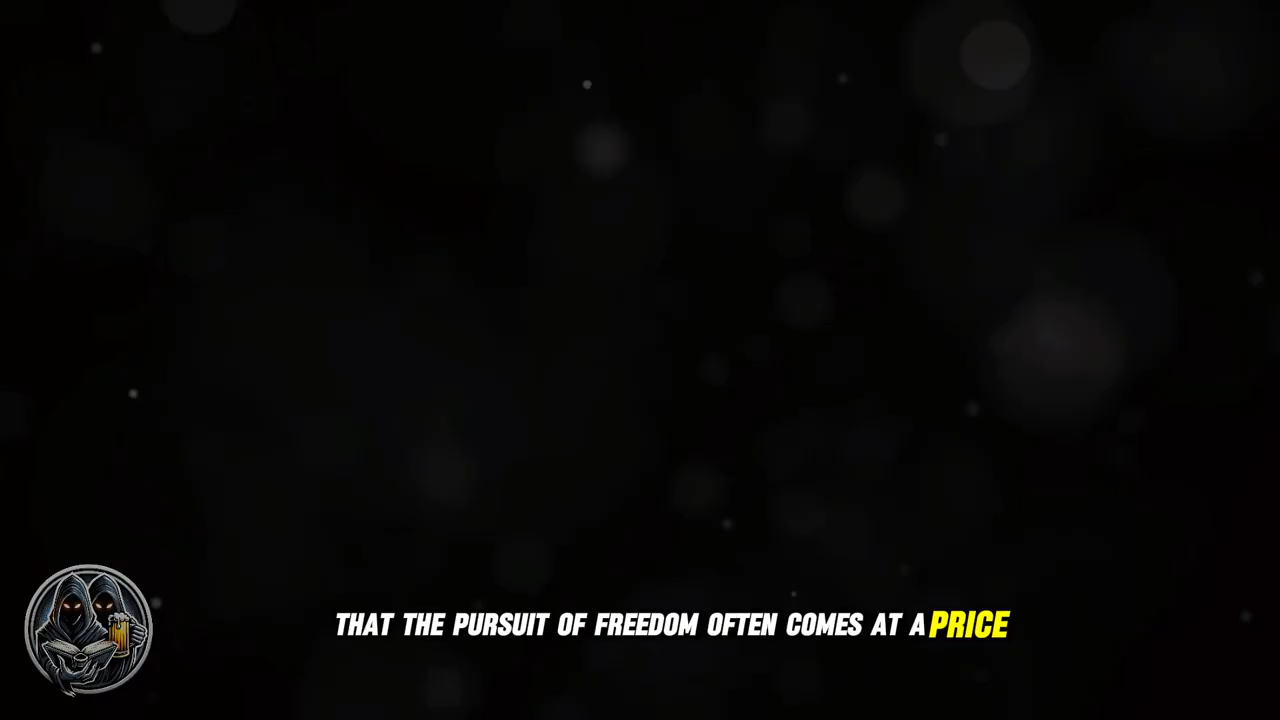 THAT THE PURSUIT OF FREEDOM OFTEN COMES AT A PRICE